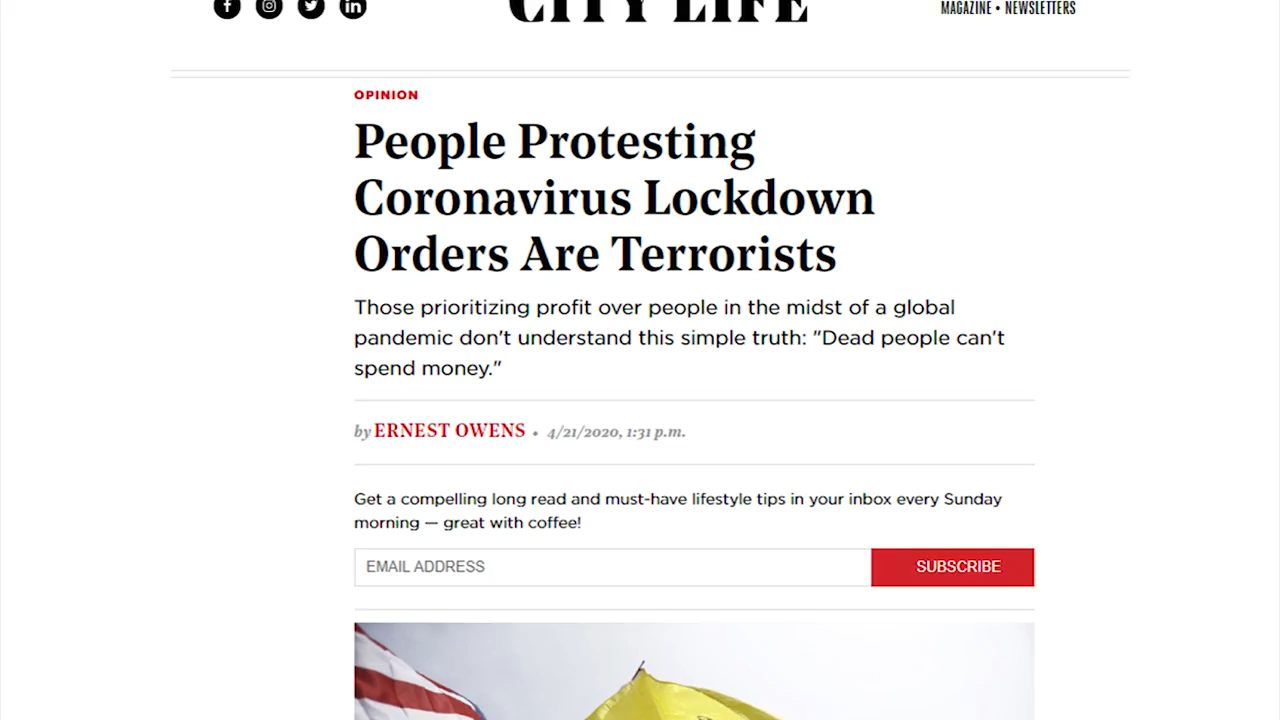 CITY LIFE
MAGAZINE • NEWSLETTERS
OPINION
People Protesting
Coronavirus Lockdown
Orders Are Terrorists
Those prioritizing profit over people in the midst of a global
pandemic don't understand this simple truth: "Dead people can't
spend money."
by ERNEST OWENS • 4/21/2020, 1:31 p.m.
Get a compelling long read and must-have lifestyle tips in your inbox every Sunday
morning — great with coffee!
EMAIL ADDRESS
SUBSCRIBE